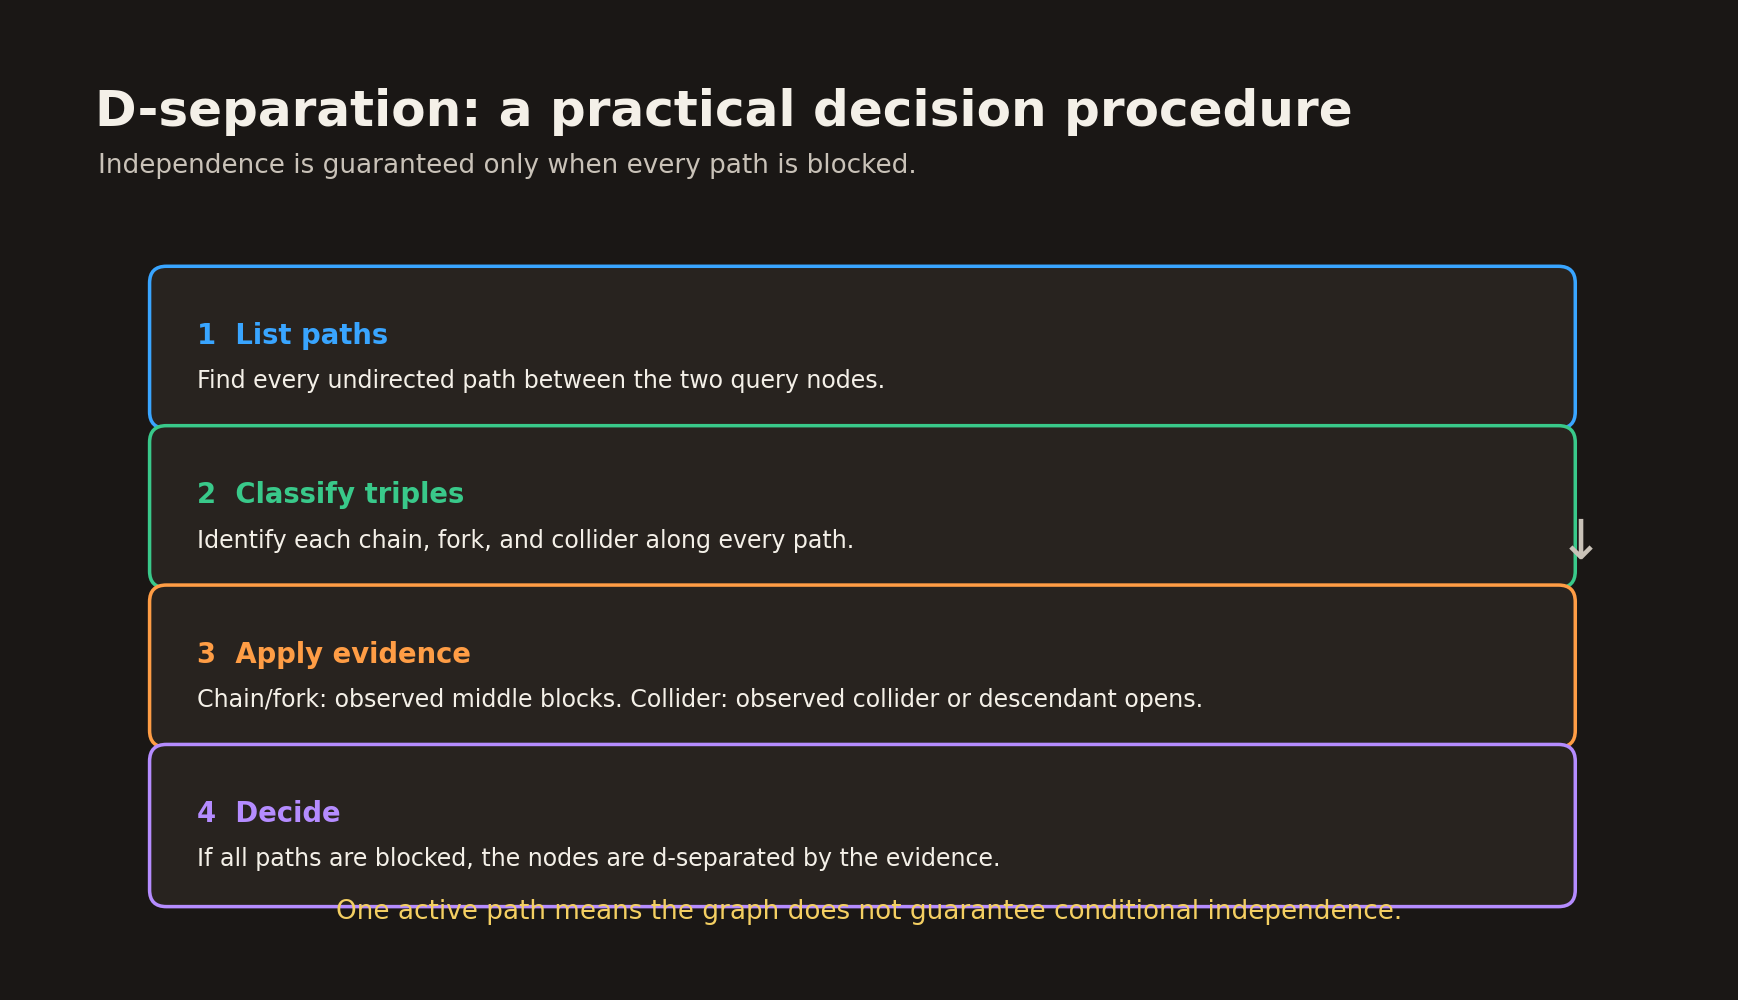 D-separation: a practical decision procedure
Independence is guaranteed only when every path is blocked.
1 List paths
Find every undirected path between the two query nodes.
2 Classify triples
Identify each chain, fork, and collider along every path.
↓
3 Apply evidence
Chain/fork: observed middle blocks. Collider: observed collider or descendant opens.
4 Decide
If all paths are blocked, the nodes are d-separated by the evidence.
One active path means the graph does not guarantee conditional independence.